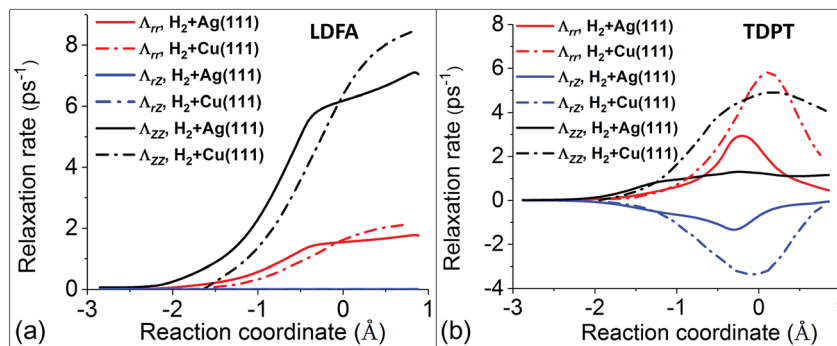 LDFA
Λrr, H2+Ag(111)
Λrr, H2+Cu(111)
ΛrZ, H2+Ag(111)
ΛrZ, H2+Cu(111)
ΛZZ, H2+Ag(111)
ΛZZ, H2+Cu(111)
Relaxation rate (ps-1)
8
6
4
2
0
-3 -2 -1 0 1
(a) Reaction coordinate (Å)
TDPT
Λrr, H2+Ag(111)
Λrr, H2+Cu(111)
ΛrZ, H2+Ag(111)
ΛrZ, H2+Cu(111)
ΛZZ, H2+Ag(111)
ΛZZ, H2+Cu(111)
Relaxation rate (ps-1)
8
6
4
2
0
-2
-4
-3 -2 -1 0
(b) Reaction coordinate (Å)